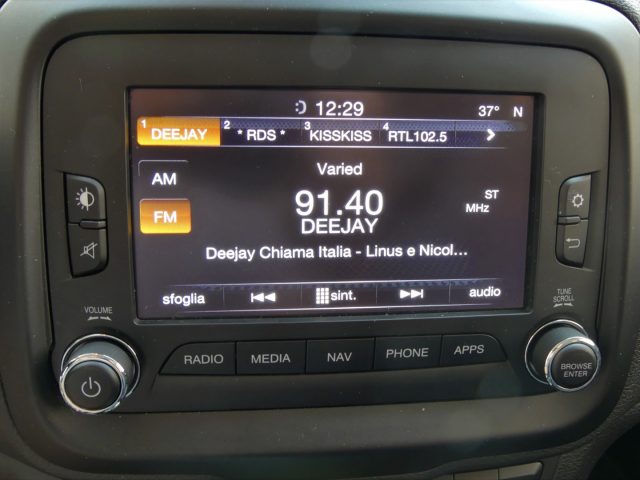 12:29 37° N
1 DEEJAY 2 * RDS * 3 KISSKISS 4 RTL102.5
AM
Varied
FM
91.40
ST
MHz
DEEJAY
Deejay Chiama Italia - Linus e Nicol...
sfoglia sint. audio
VOLUME
TUNE
SCROLL
RADIO MEDIA NAV PHONE APPS
BROWSE
ENTER